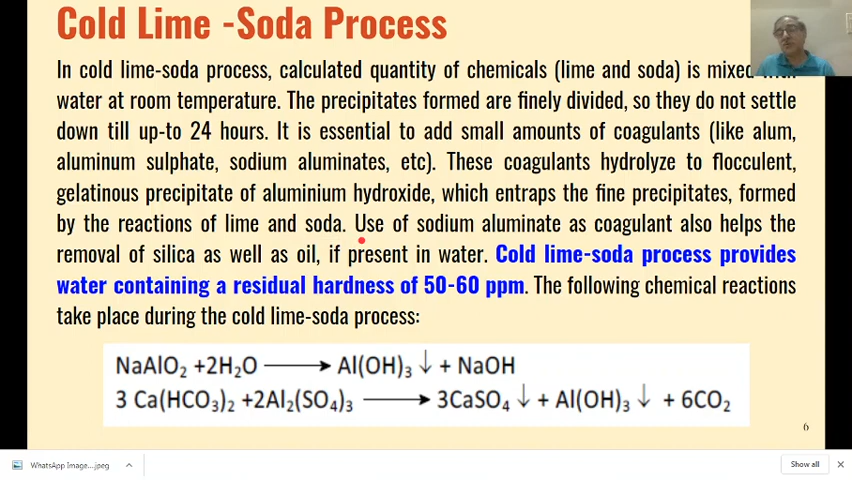 Cold Lime -Soda Process
In cold lime-soda process, calculated quantity of chemicals (lime and soda) is mixed with
water at room temperature. The precipitates formed are finely divided, so they do not settle
down till up-to 24 hours. It is essential to add small amounts of coagulants (like alum,
aluminum sulphate, sodium aluminates, etc). These coagulants hydrolyze to flocculent,
gelatinous precipitate of aluminium hydroxide, which entraps the fine precipitates, formed
by the reactions of lime and soda. Use of sodium aluminate as coagulant also helps the
removal of silica as well as oil, if present in water. Cold lime-soda process provides
water containing a residual hardness of 50-60 ppm. The following chemical reactions
take place during the cold lime-soda process:
NaAlO₂ +2H₂O ⟶ Al(OH)₃ ↓ + NaOH
3 Ca(HCO₃)₂ +2Al₂(SO₄)₃ ⟶ 3CaSO₄ ↓ + Al(OH)₃ ↓ + 6CO₂
6
WhatsApp Image....jpeg
Show all